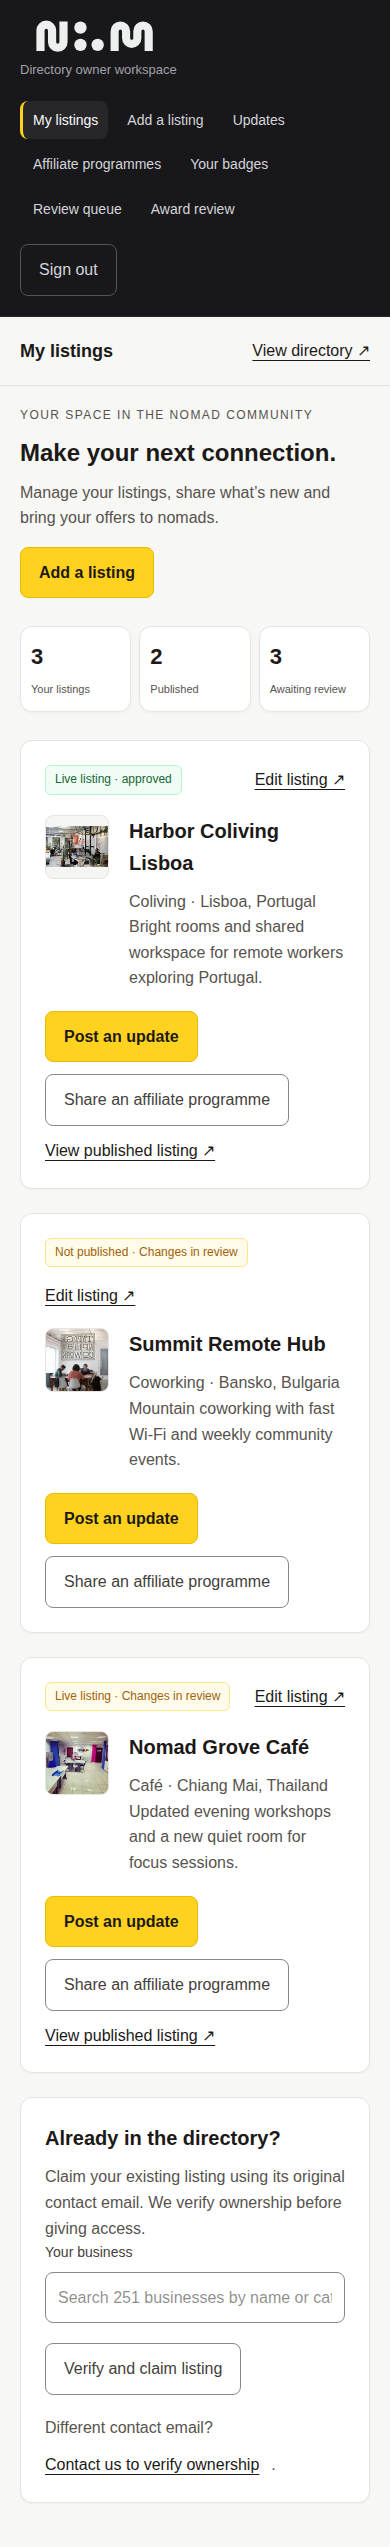 N:.M
Directory owner workspace
My listings Add a listing Updates
Affiliate programmes Your badges
Review queue Award review
Sign out
My listings View directory ↗
YOUR SPACE IN THE NOMAD COMMUNITY
Make your next connection.
Manage your listings, share what’s new and
bring your offers to nomads.
Add a listing
3 2 3
Your listings Published Awaiting review
Live listing · approved Edit listing ↗
Harbor Coliving
Lisboa
Coliving · Lisboa, Portugal
Bright rooms and shared
workspace for remote workers
exploring Portugal.
Post an update
Share an affiliate programme
View published listing ↗
Not published · Changes in review
Edit listing ↗
Summit Remote Hub
Coworking · Bansko, Bulgaria
Mountain coworking with fast
Wi-Fi and weekly community
events.
Post an update
Share an affiliate programme
Live listing · Changes in review Edit listing ↗
Nomad Grove Café
Café · Chiang Mai, Thailand
Updated evening workshops
and a new quiet room for
focus sessions.
Post an update
Share an affiliate programme
View published listing ↗
Already in the directory?
Claim your existing listing using its original
contact email. We verify ownership before
giving access.
Your business
Search 251 businesses by name or cat
Verify and claim listing
Different contact email?
Contact us to verify ownership .